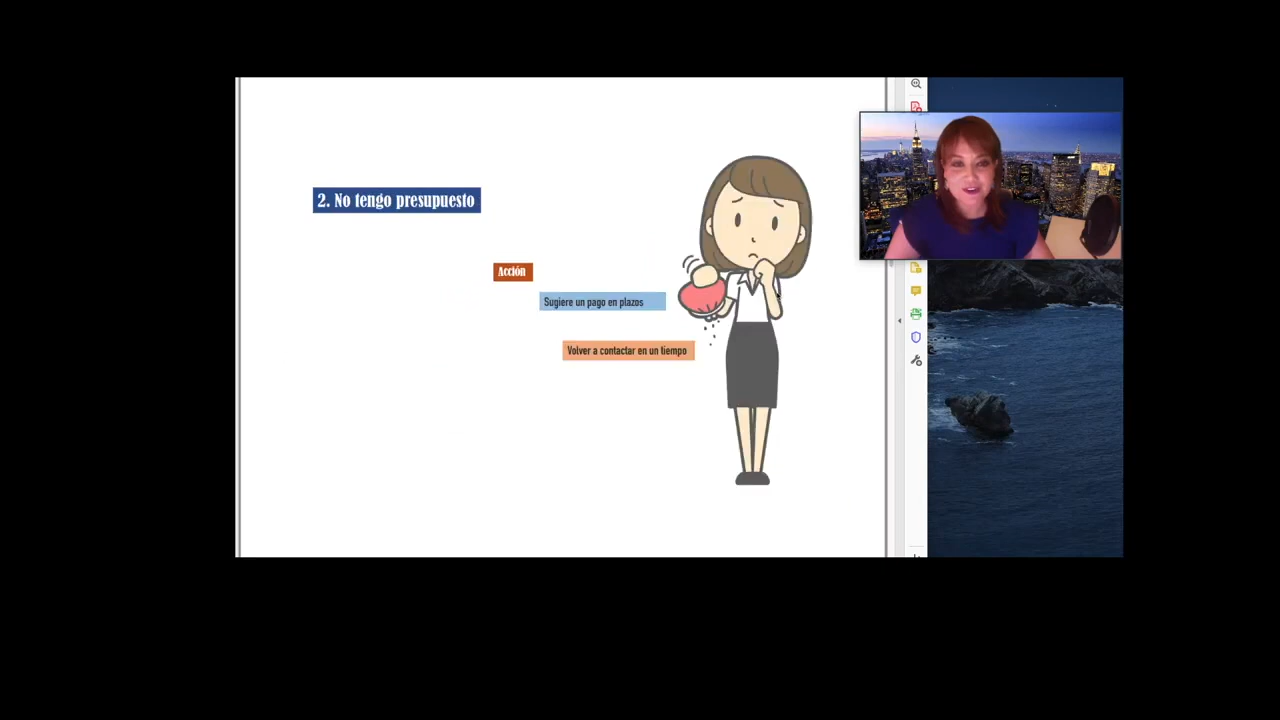 2. No tengo presupuesto
Acción
Sugiere un pago en plazos
Volver a contactar en un tiempo